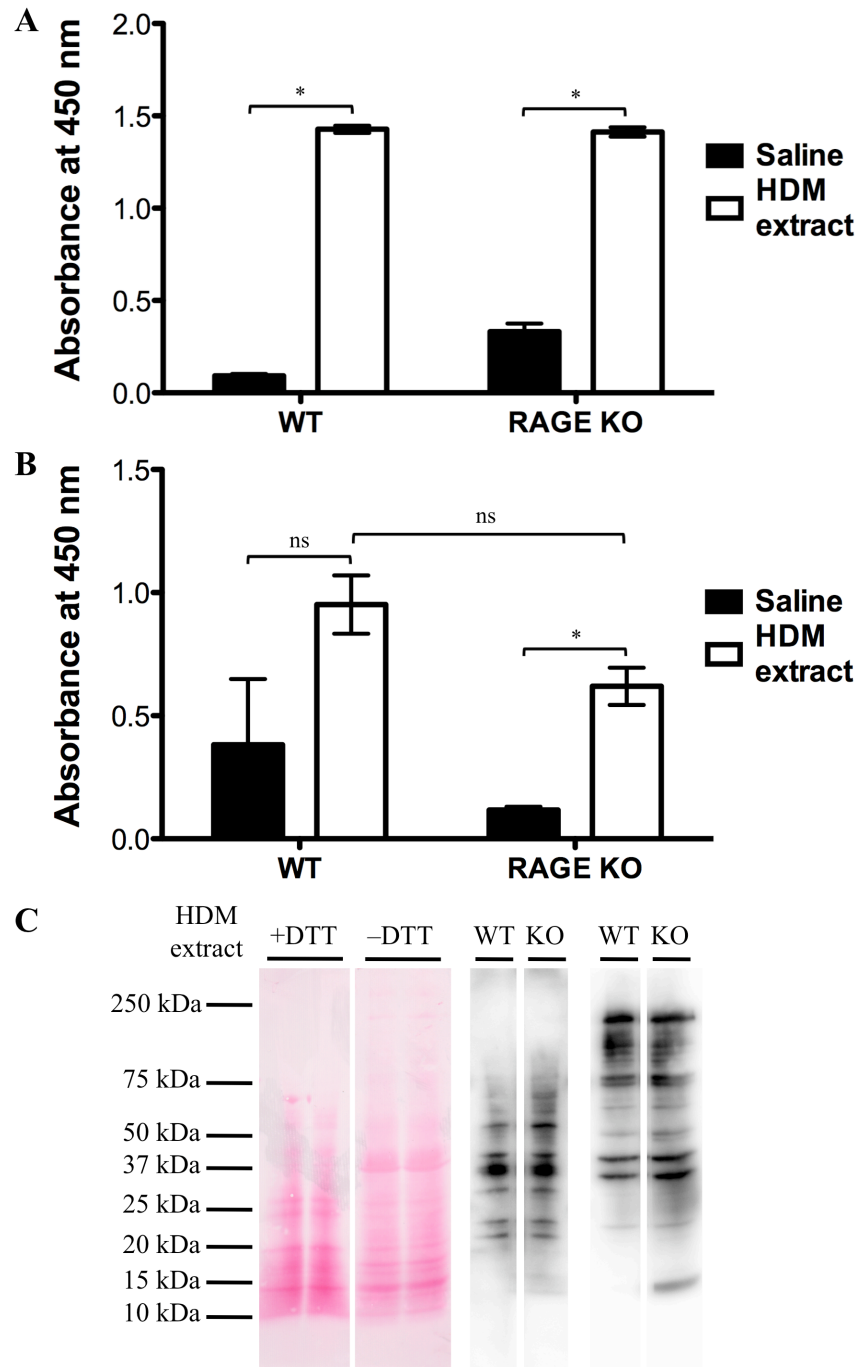 A
Absorbance at 450 nm
2.0
1.5
1.0
0.5
0.0
*
*
WT
RAGE KO
Saline
HDM
extract
B
Absorbance at 450 nm
1.5
1.0
0.5
0.0
ns
ns
*
WT
RAGE KO
Saline
HDM
extract
C
HDM
extract
+DTT –DTT WT KO WT KO
250 kDa
75 kDa
50 kDa
37 kDa
25 kDa
20 kDa
15 kDa
10 kDa